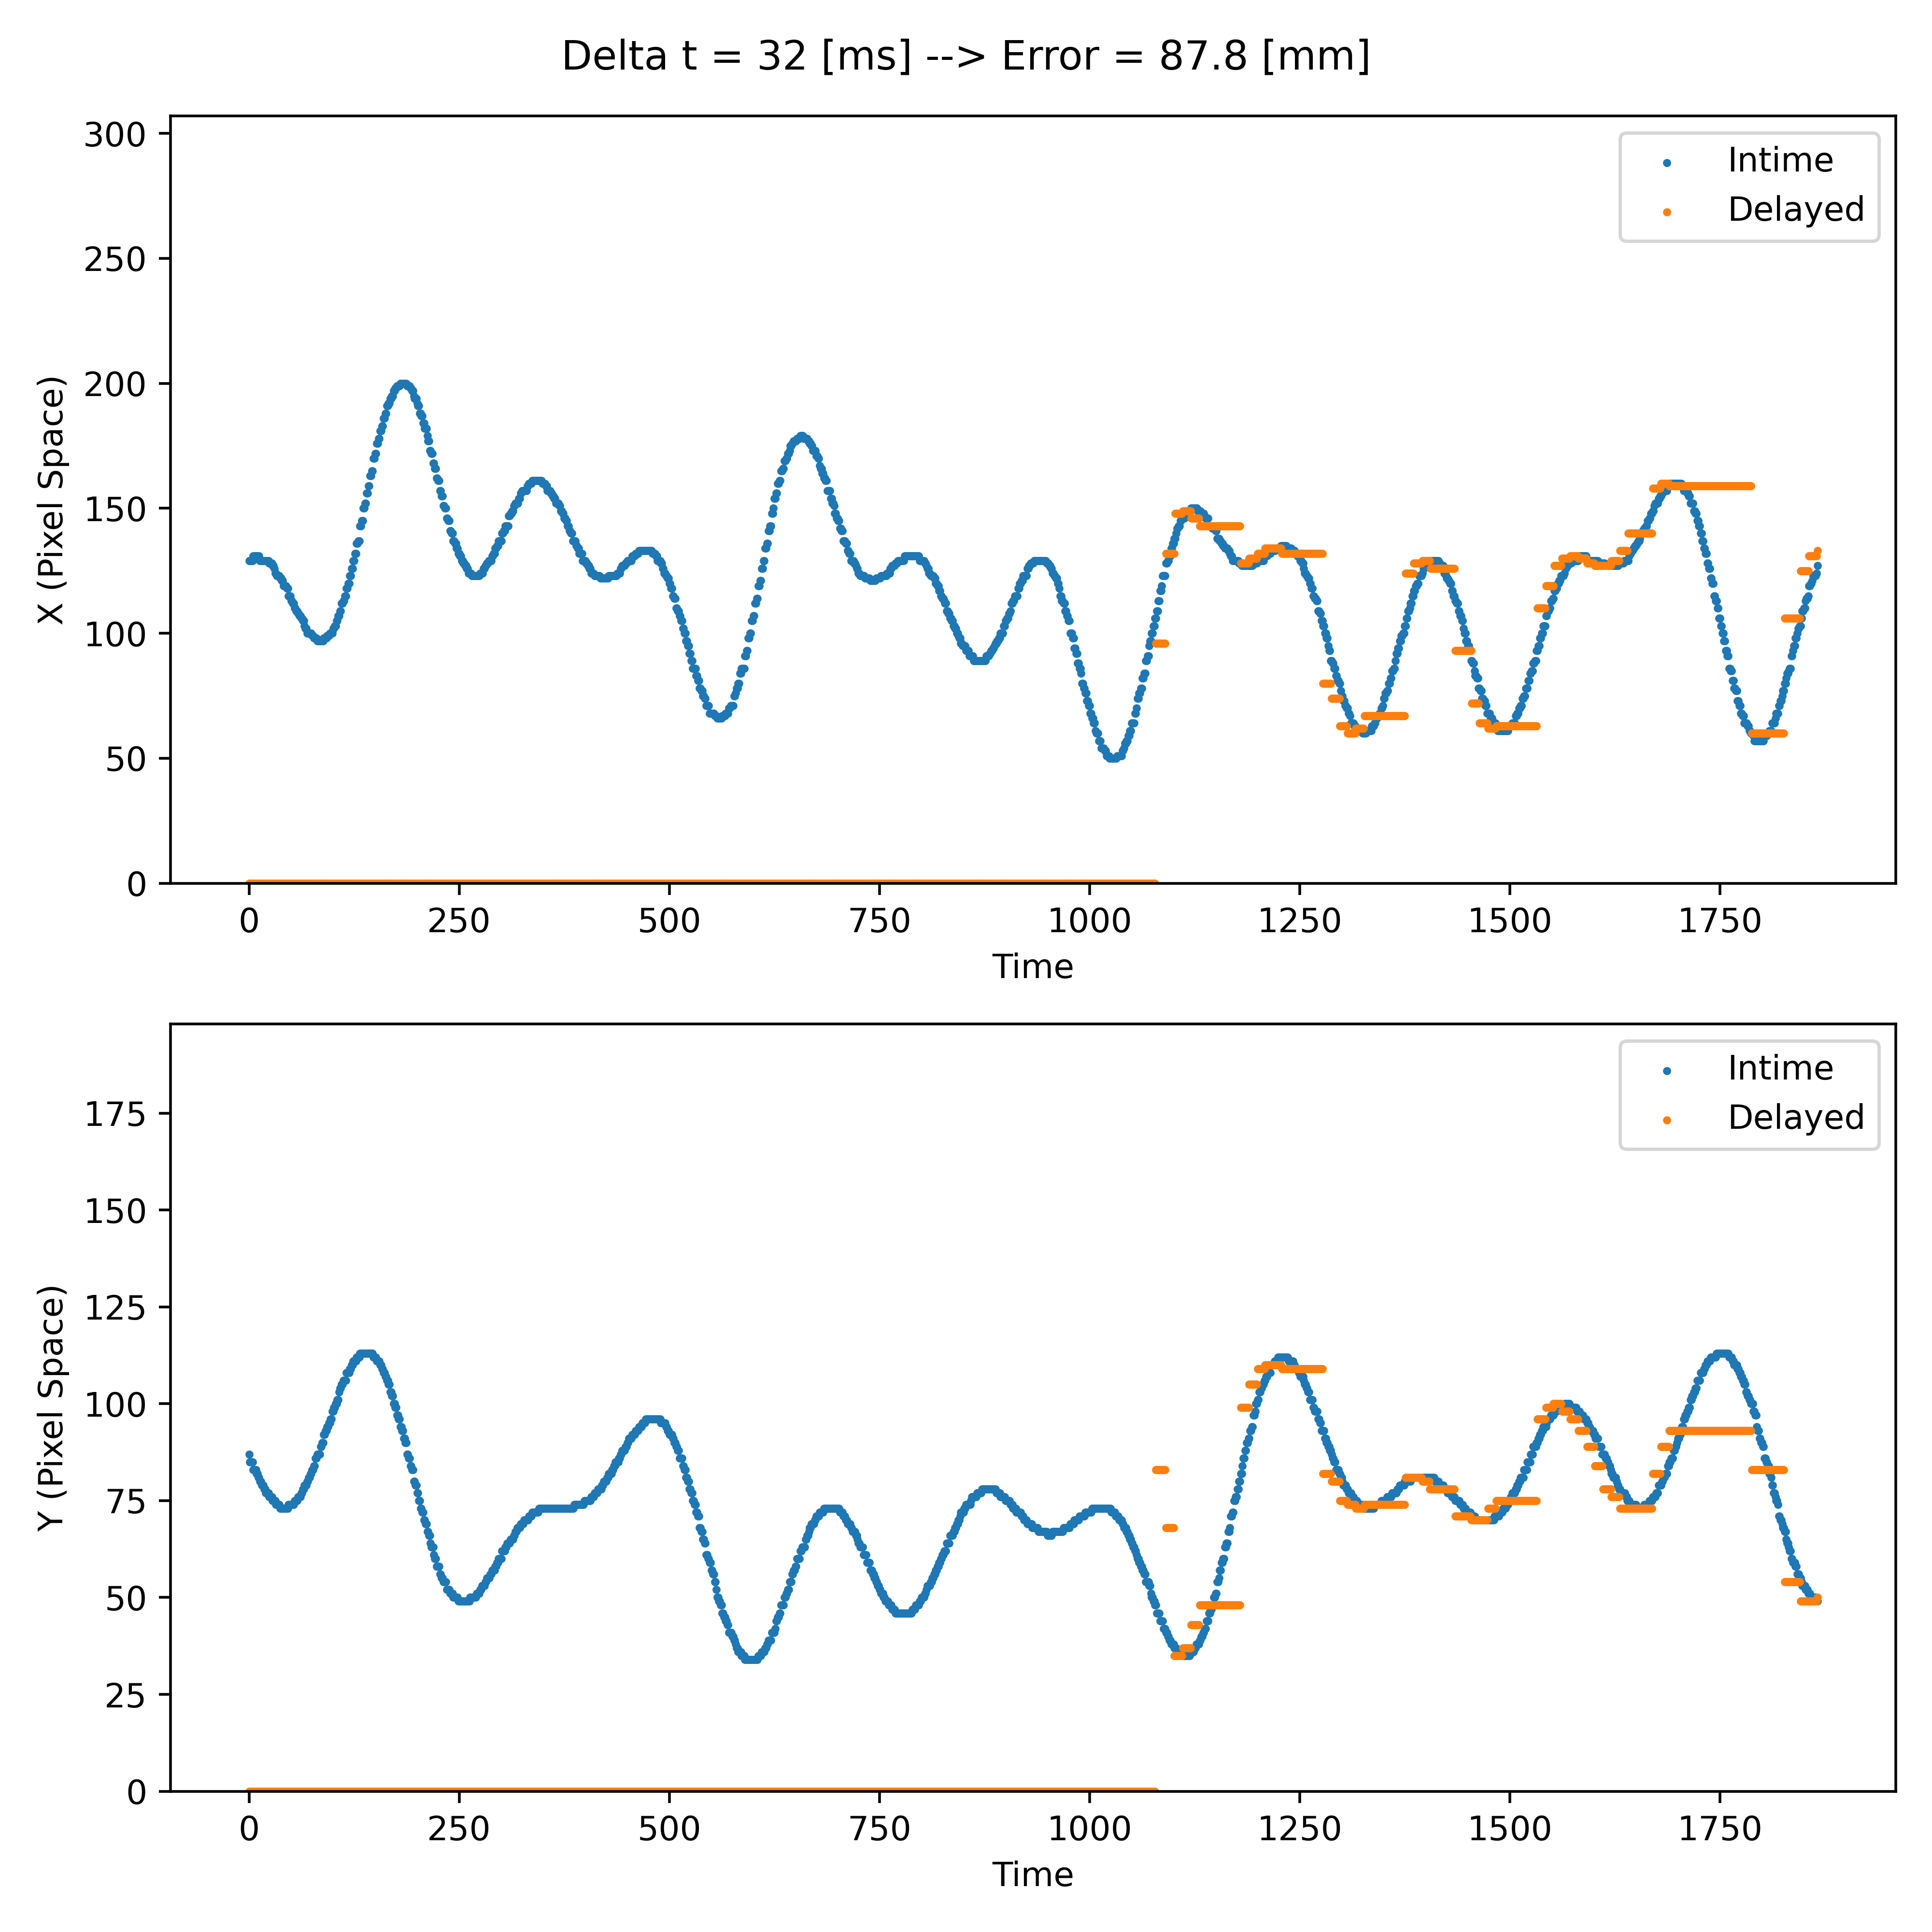 Delta t = 32 [ms] --> Error = 87.8 [mm]
300
250
200
150
100
50
0
X (Pixel Space)
Intime
Delayed
0 250 500 750 1000 1250 1500 1750
Time
175
150
125
100
75
50
25
0
Y (Pixel Space)
Intime
Delayed
0 250 500 750 1000 1250 1500 1750
Time